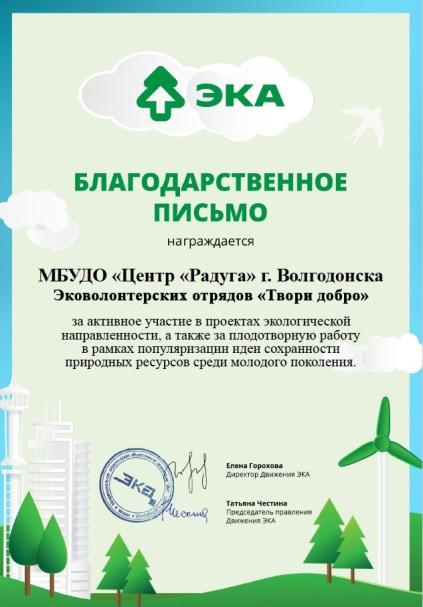 ЭКА
БЛАГОДАРСТВЕННОЕ
ПИСЬМО
награждается
МБУДО «Центр «Радуга» г. Волгодонска
Эковолонтерских отрядов «Твори добро»
за активное участие в проектах экологической
направленности, а также за плодотворную работу
в рамках популяризации идеи сохранности
природных ресурсов среди молодого поколения.
Елена Горохова
Директор Движения ЭКА
ЭКА
Татьяна Честина
Председатель правления
Движения ЭКА